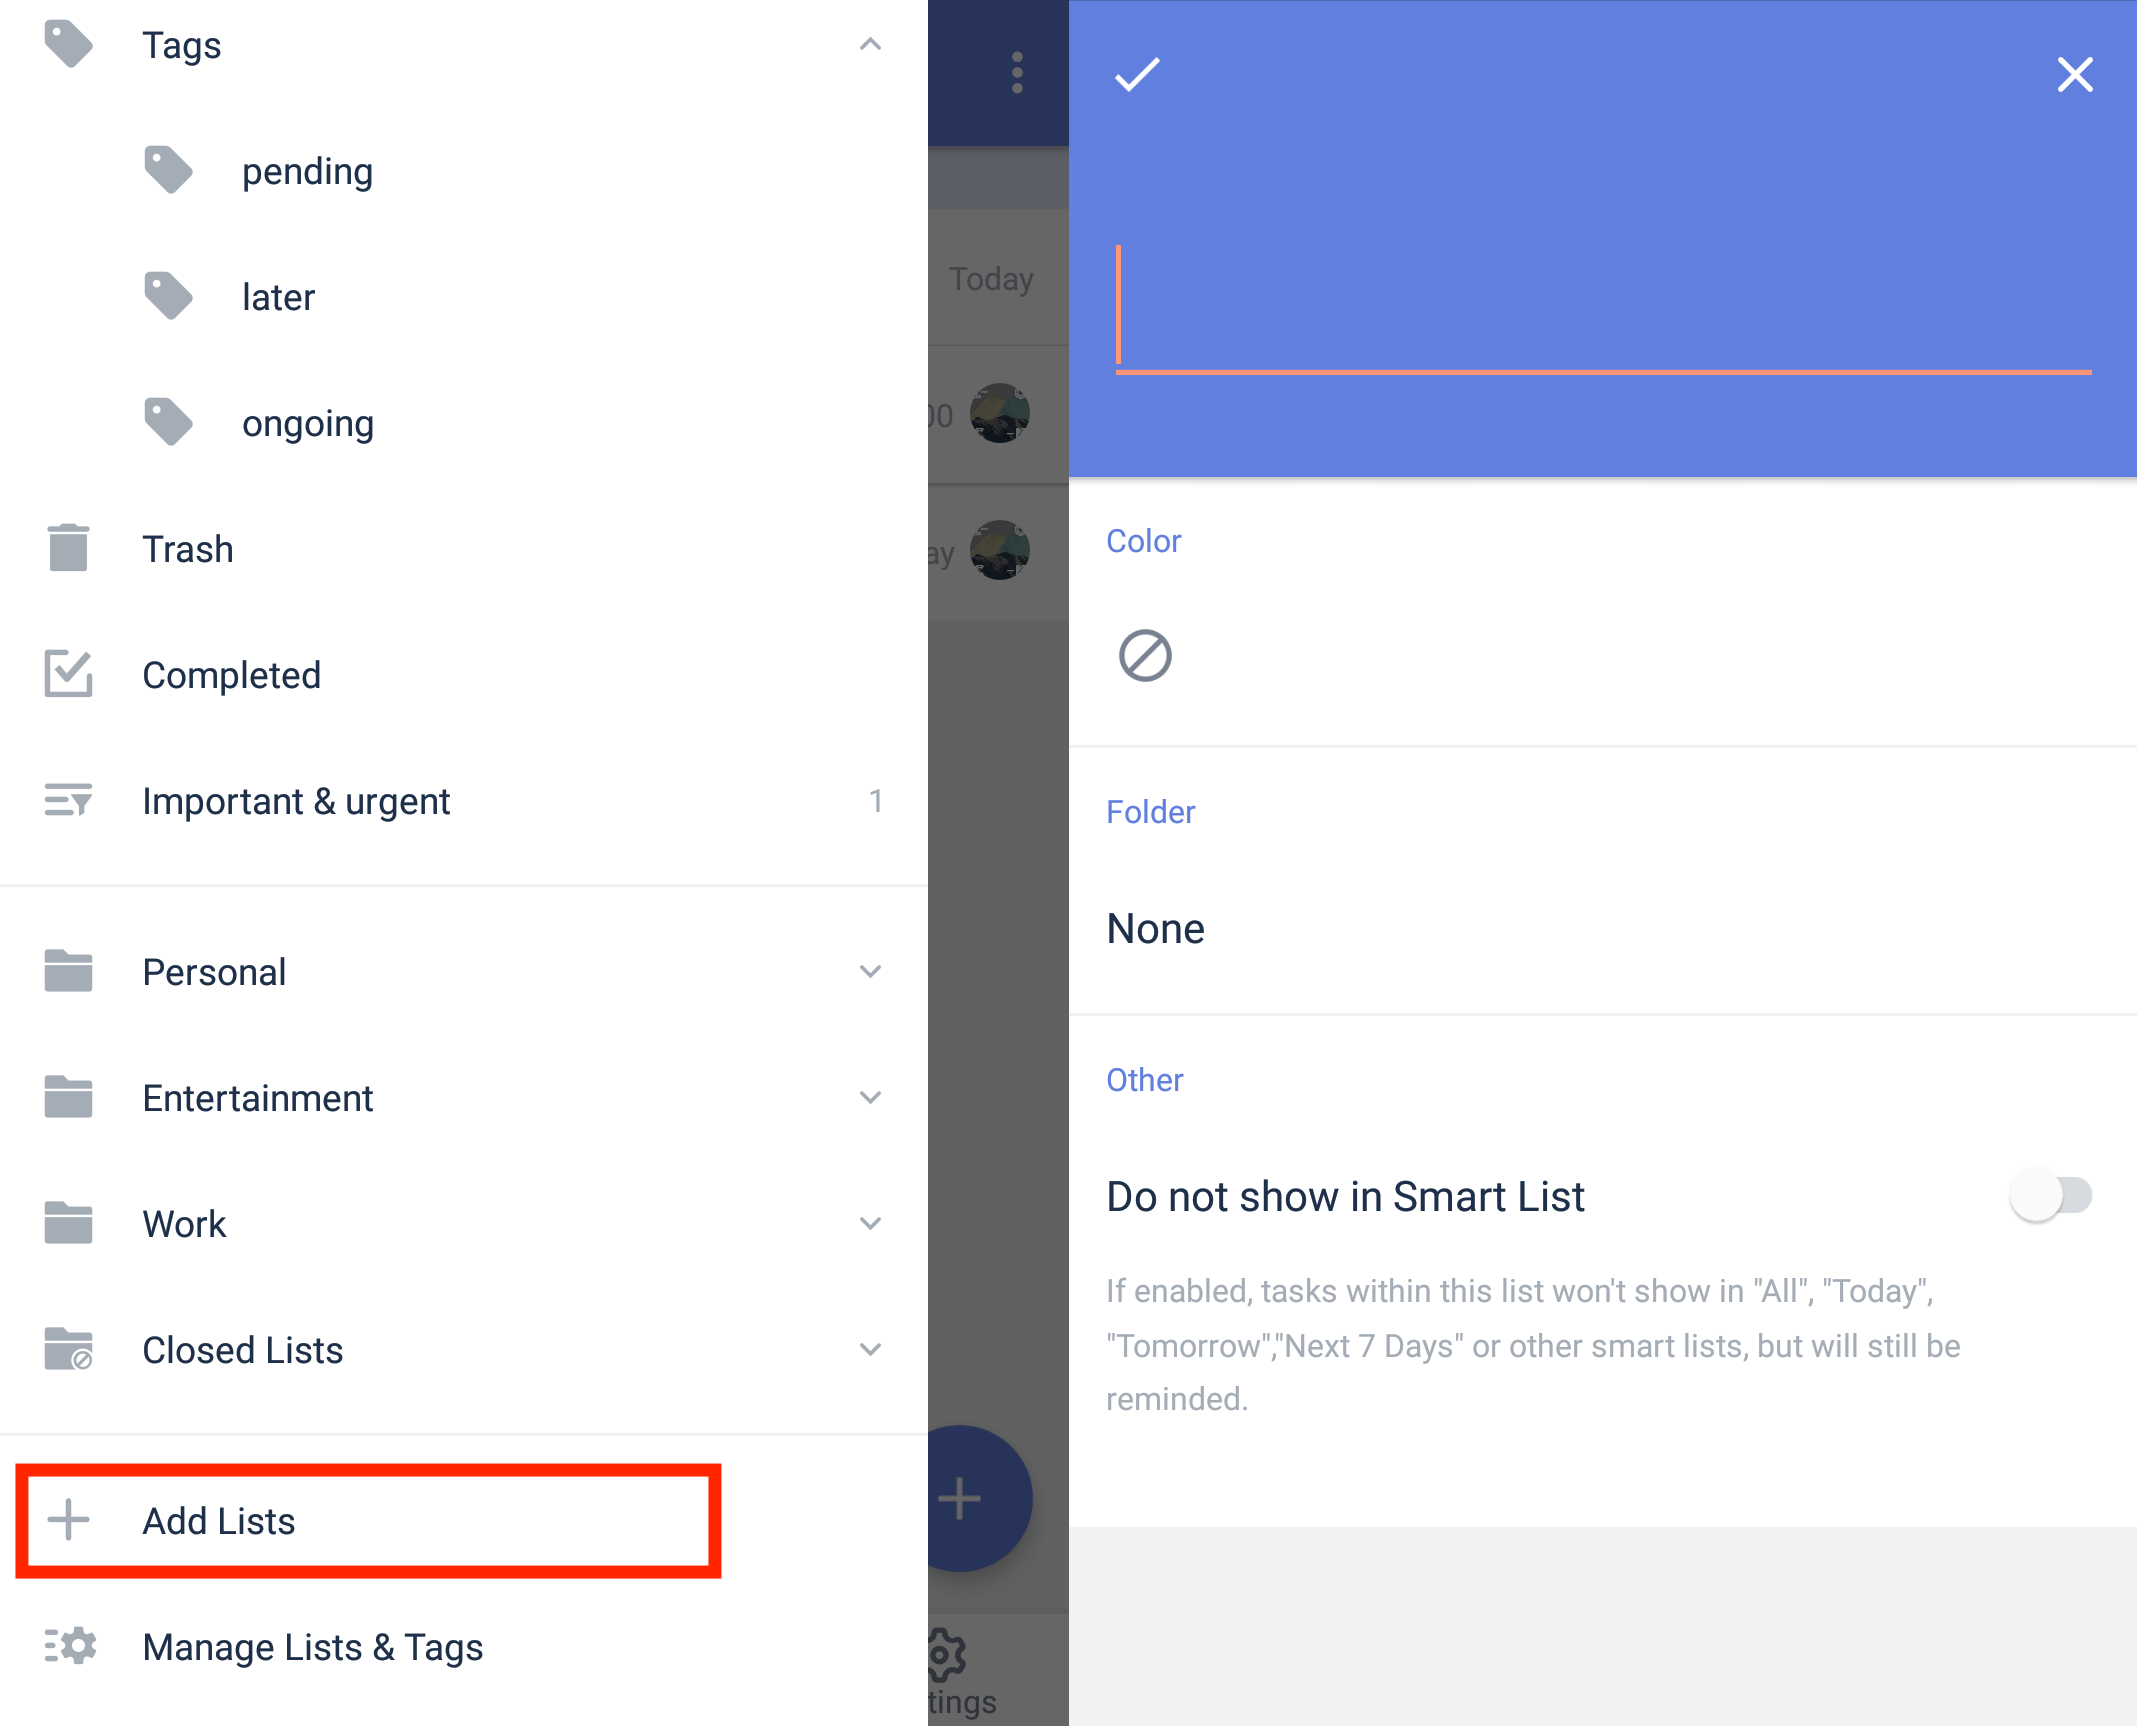 Tags
pending
later
ongoing
Trash
Completed
Important & urgent 1
Personal
Entertainment
Work
Closed Lists
Add Lists
Manage Lists & Tags
Today
00
ay
tings
Color
Folder
None
Other
Do not show in Smart List
If enabled, tasks within this list won't show in "All", "Today",
"Tomorrow","Next 7 Days" or other smart lists, but will still be
reminded.